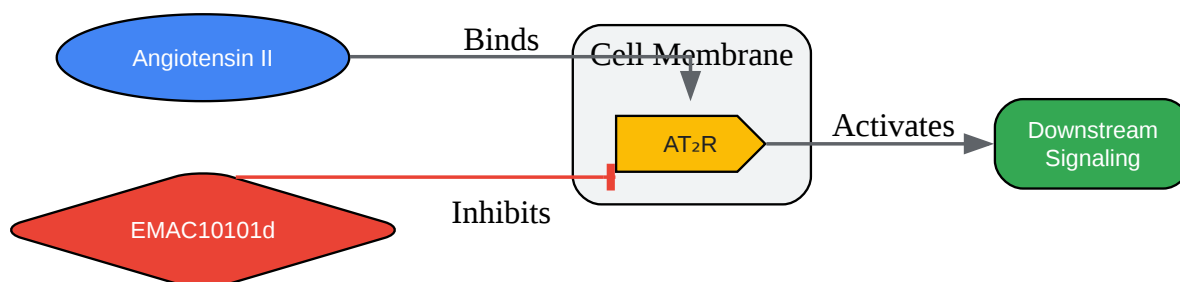 Angiotensin II
Binds
Cell Membrane
AT₂R
Activates
Downstream
Signaling
Inhibits
EMAC10101d